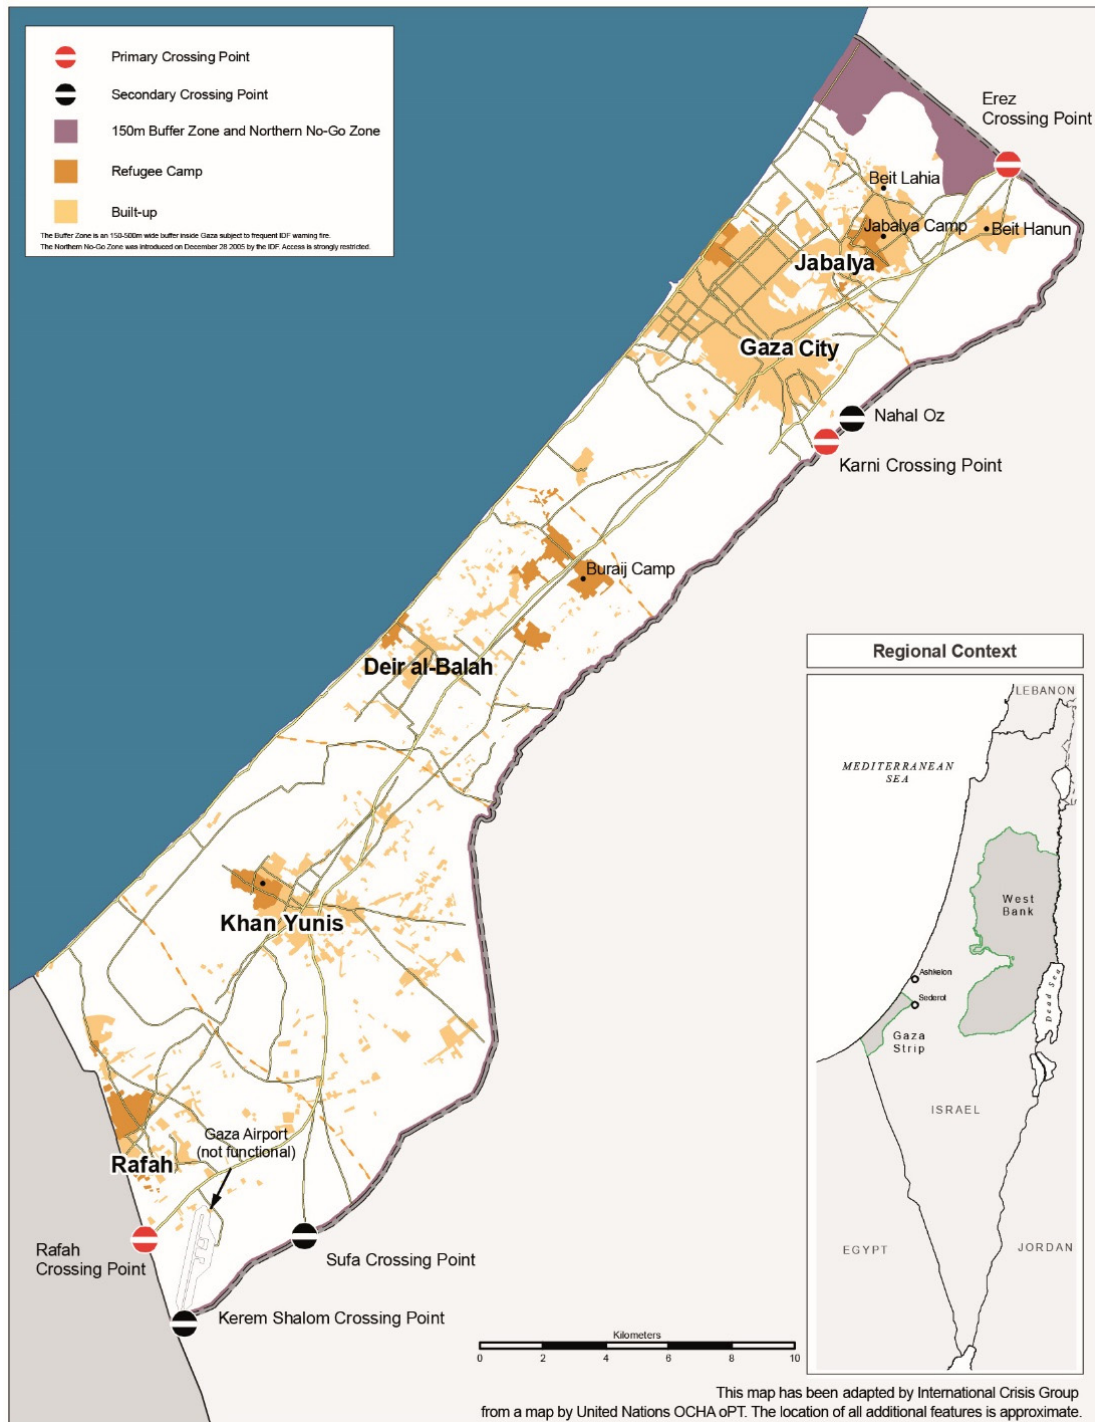 Primary Crossing Point
Secondary Crossing Point
150m Buffer Zone and Northern No-Go Zone
Refugee Camp
Built-up
The Buffer Zone is an 150-500m wide buffer inside Gaza subject to frequent IDF warning fire.
The Northern No-Go Zone was introduced on December 28 2005 by the IDF. Access is strongly restricted.
Erez
Crossing Point
Beit Lahia
Jabalya Camp
Beit Hanun
Jabalya
Gaza City
Nahal Oz
Karni Crossing Point
Buraij Camp
Deir al-Balah
Khan Yunis
Gaza Airport
(not functional)
Rafah
Rafah
Crossing Point
Sufa Crossing Point
Kerem Shalom Crossing Point
Regional Context
LEBANON
MEDITERRANEAN
SEA
West
Bank
Ashkelon
Sederot
Dead Sea
Gaza
Strip
ISRAEL
EGYPT
JORDAN
Kilometers
0 2 4 6 8 10
This map has been adapted by International Crisis Group
from a map by United Nations OCHA oPT. The location of all additional features is approximate.